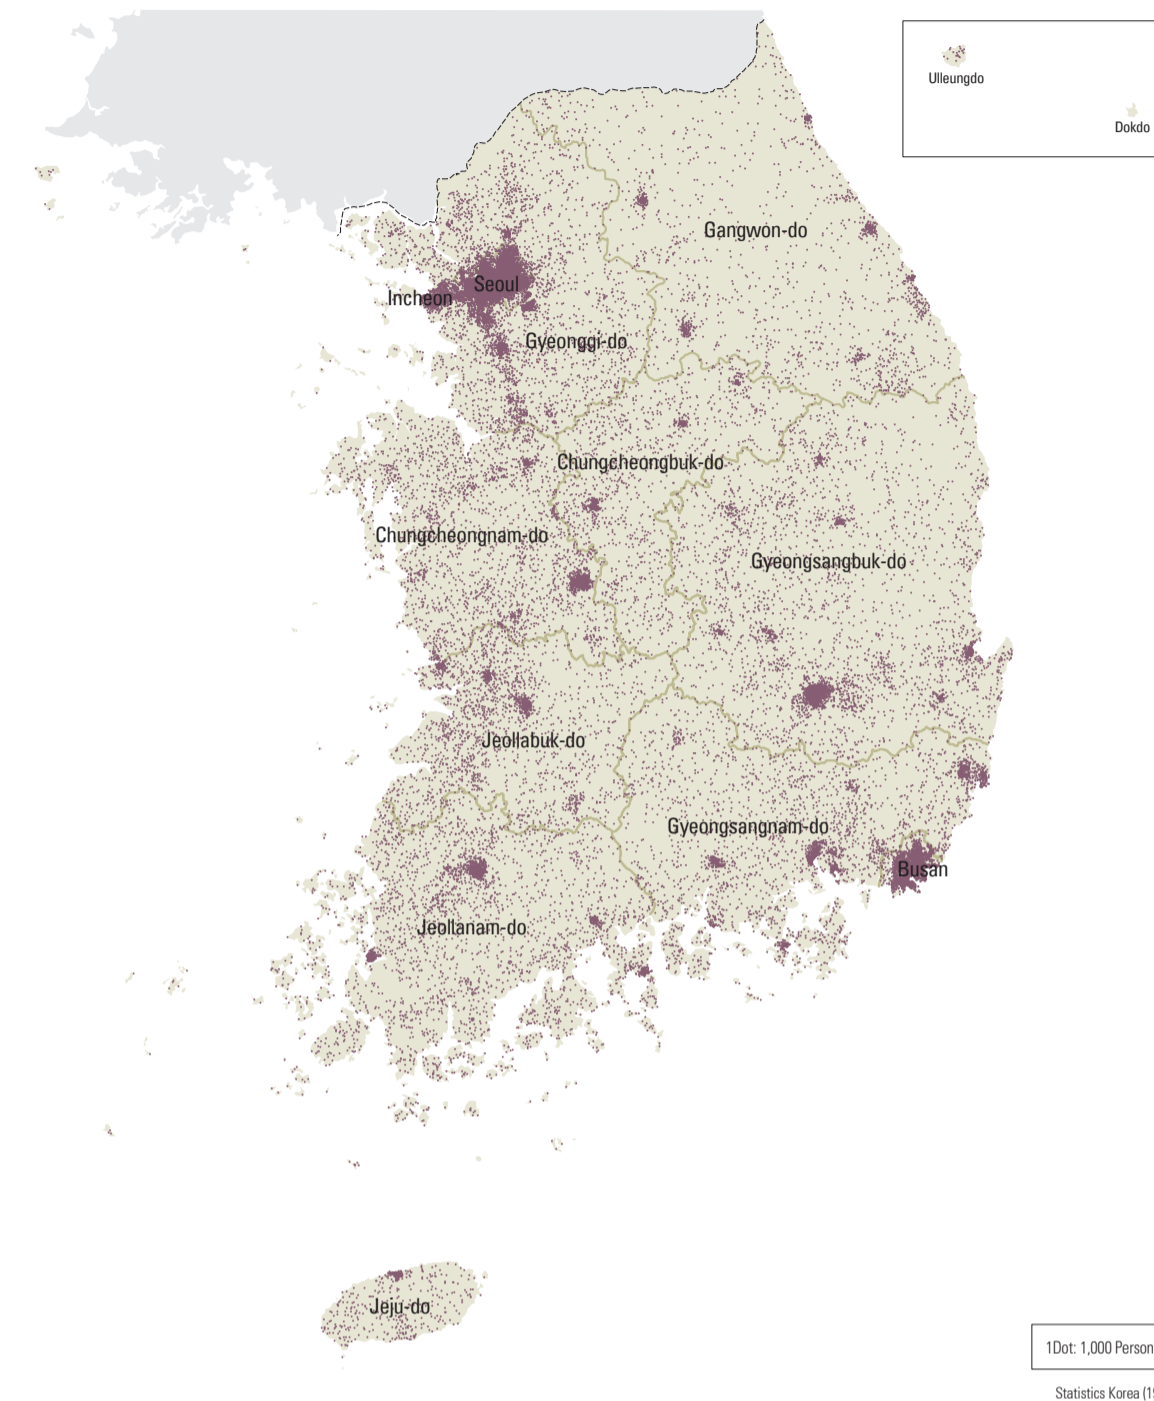 Ulleungdo
Dokdo
Gangwon-do
Seoul
Incheon
Gyeonggi-do
Chungcheongbuk-do
Chungcheongnam-do
Gyeongsangbuk-do
Jeollabuk-do
Gyeongsangnam-do
Busan
Jeollanam-do
Jeju-do
1Dot: 1,000 Person
Statistics Korea (19